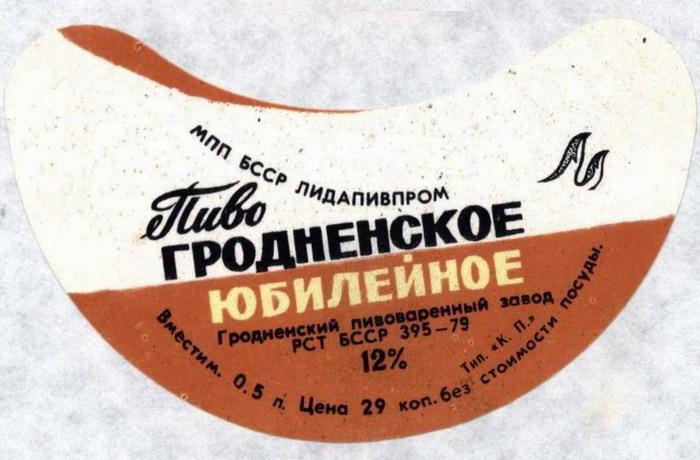 МПП БССР ЛИДАПИВПРОМ
Пиво
ГРОДНЕНСКОЕ
ЮБИЛЕЙНОЕ
Гродненский пивоваренный завод
РСТ БССР 395–79
12%
Тип. «К. П.»
Вместим. 0.5 л. Цена 29 коп. без стоимости посуды.